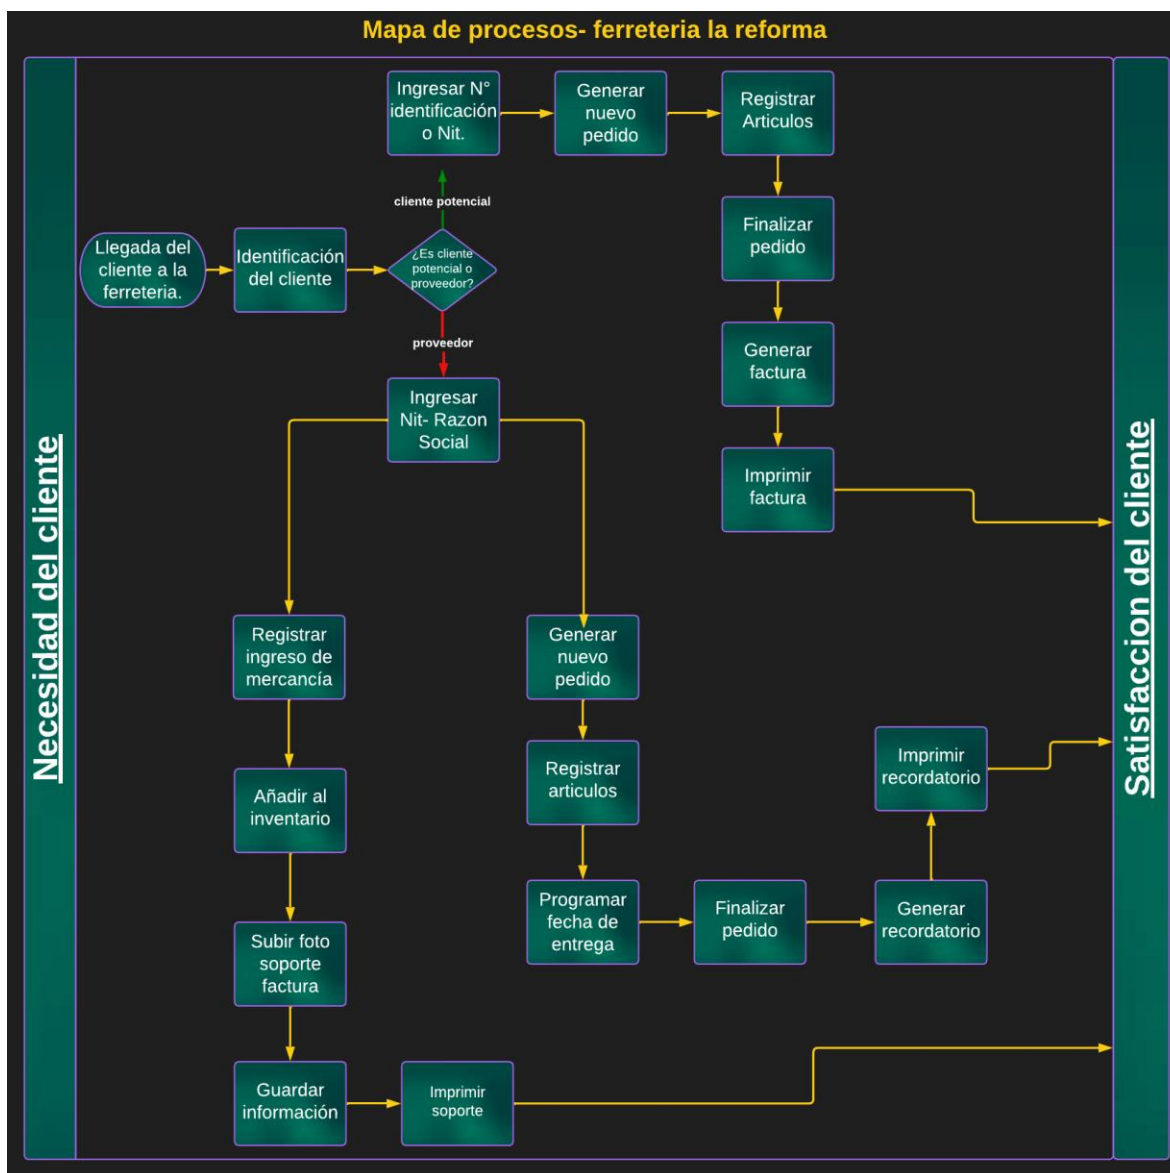 Mapa de procesos- ferreteria la reforma
Necesidad del cliente
Llegada del
cliente a la
ferreteria.
Identificación
del cliente
¿Es cliente
potencial o
proveedor?
cliente potencial
Ingresar N°
identificación
o Nit.
Generar
nuevo
pedido
Registrar
Articulos
Finalizar
pedido
Generar
factura
Imprimir
factura
proveedor
Ingresar
Nit- Razon
Social
Registrar
ingreso de
mercancía
Añadir al
inventario
Subir foto
soporte
factura
Guardar
información
Imprimir
soporte
Generar
nuevo
pedido
Registrar
articulos
Programar
fecha de
entrega
Finalizar
pedido
Generar
recordatorio
Imprimir
recordatorio
Satisfaccion del cliente